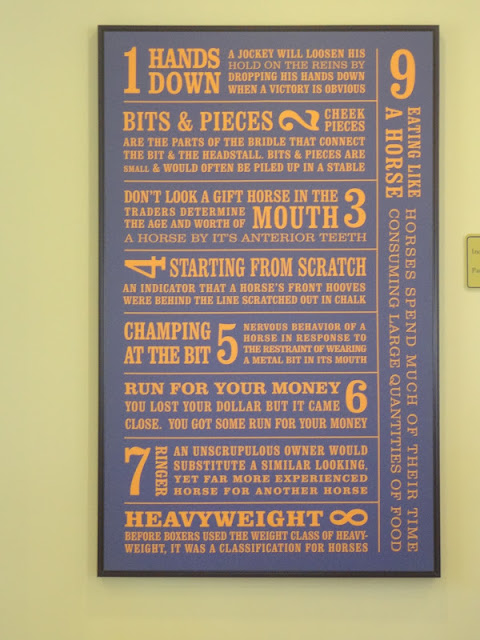 1 HANDS DOWN
A JOCKEY WILL LOOSEN HIS
HOLD ON THE REINS BY
DROPPING HIS HANDS DOWN
WHEN A VICTORY IS OBVIOUS
BITS & PIECES 2 CHEEK PIECES
ARE THE PARTS OF THE BRIDLE THAT CONNECT
THE BIT & THE HEADSTALL. BITS & PIECES ARE
SMALL & WOULD OFTEN BE PILED UP IN A STABLE
DON'T LOOK A GIFT HORSE IN THE
MOUTH 3
TRADERS DETERMINE
THE AGE AND WORTH OF
A HORSE BY IT'S ANTERIOR TEETH
4 STARTING FROM SCRATCH
AN INDICATOR THAT A HORSE'S FRONT HOOVES
WERE BEHIND THE LINE SCRATCHED OUT IN CHALK
CHAMPING
AT THE BIT 5
NERVOUS BEHAVIOR OF A
HORSE IN RESPONSE TO
THE RESTRAINT OF WEARING
A METAL BIT IN ITS MOUTH
RUN FOR YOUR MONEY 6
YOU LOST YOUR DOLLAR BUT IT CAME
CLOSE. YOU GOT SOME RUN FOR YOUR MONEY
7 RINGER
AN UNSCRUPULOUS OWNER WOULD
SUBSTITUTE A SIMILAR LOOKING,
YET FAR MORE EXPERIENCED
HORSE FOR ANOTHER HORSE
HEAVYWEIGHT 8
BEFORE BOXERS USED THE WEIGHT CLASS OF HEAVY-
WEIGHT, IT WAS A CLASSIFICATION FOR HORSES
9 EATING LIKE
A HORSE
HORSES SPEND MUCH OF THEIR TIME
CONSUMING LARGE QUANTITIES OF FOOD